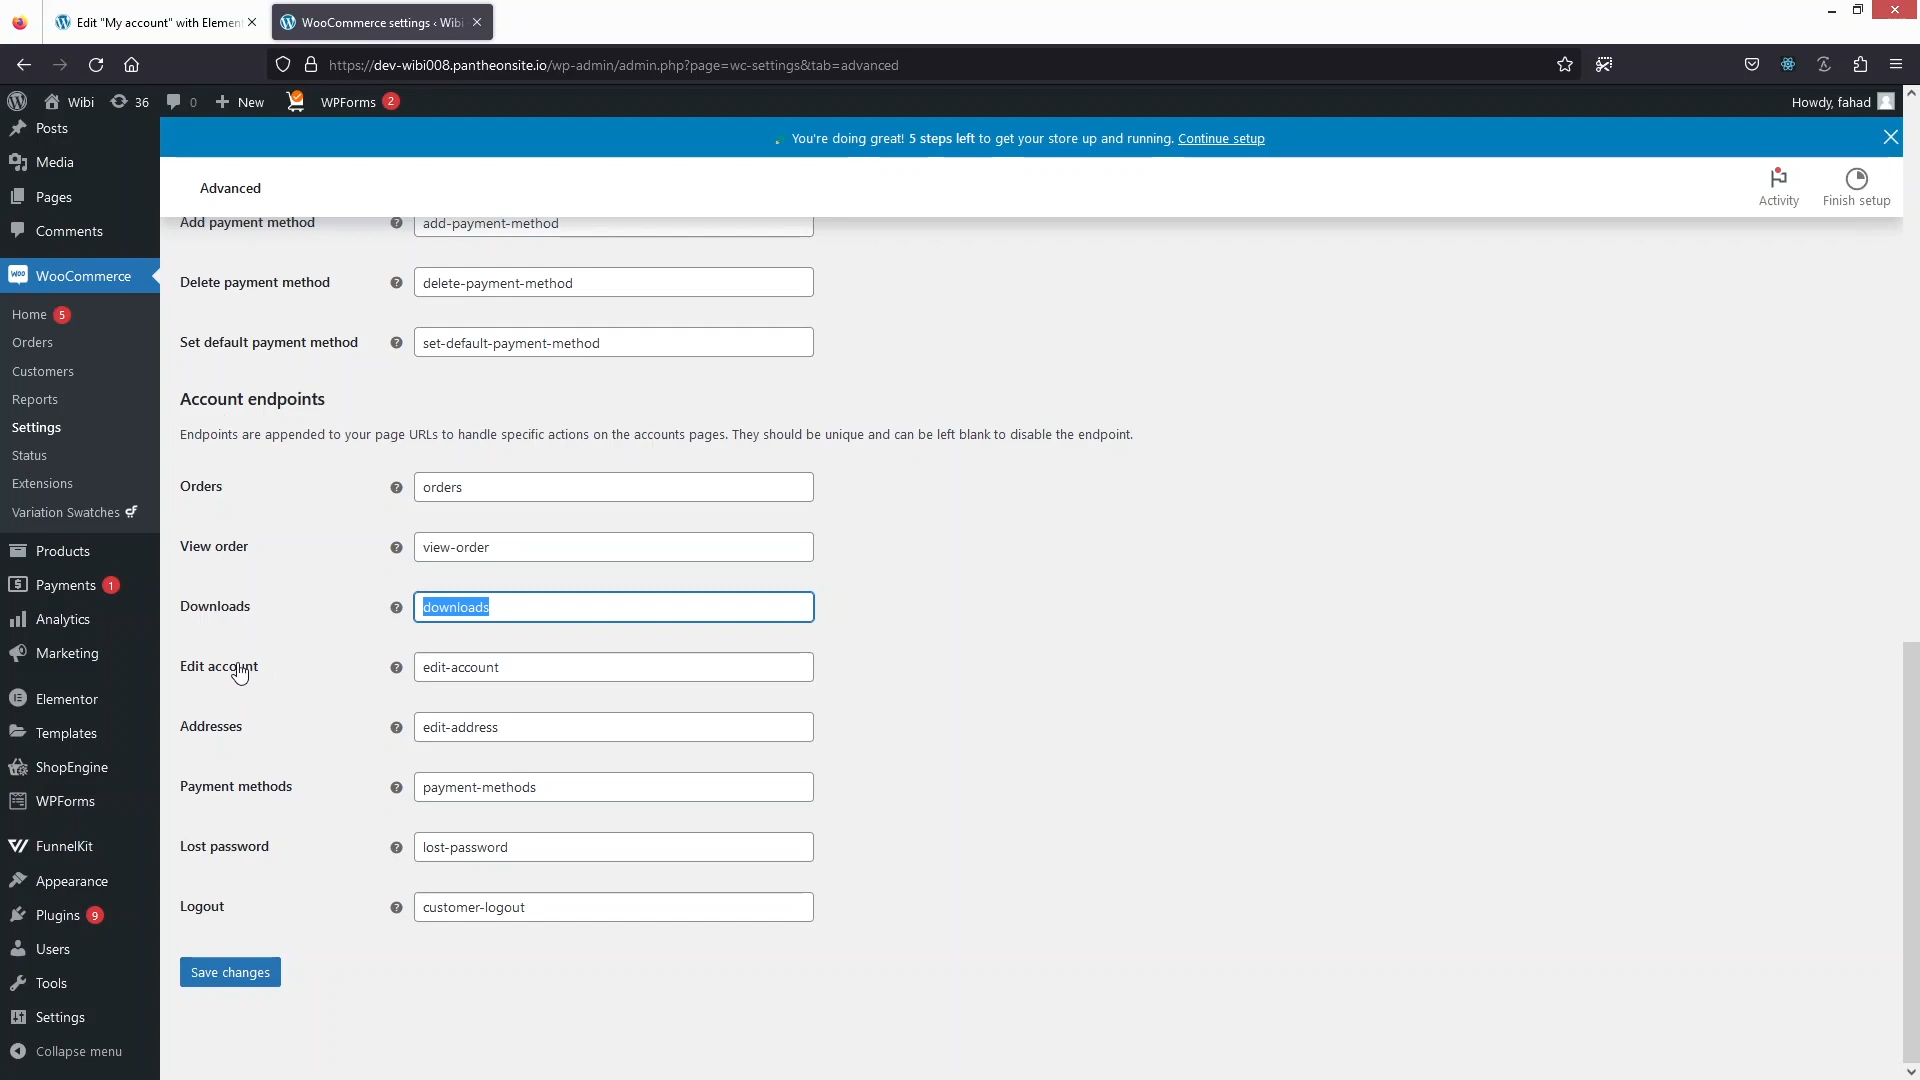 Edit "My account" with Elemen
WooCommerce settings ‹ Wibi
https://dev-wibi008.pantheonsite.io/wp-admin/admin.php?page=wc-settings&tab=advanced
Wibi
36
0
New
WPForms 2
Howdy, fahad
You're doing great! 5 steps left to get your store up and running. Continue setup
Advanced
Activity
Finish setup
Posts
Media
Pages
Comments
WooCommerce
Home 5
Orders
Customers
Reports
Settings
Status
Extensions
Variation Swatches
Products
Payments 1
Analytics
Marketing
Elementor
Templates
ShopEngine
WPForms
FunnelKit
Appearance
Plugins 9
Users
Tools
Settings
Collapse menu
Add payment method
add-payment-method
Delete payment method
delete-payment-method
Set default payment method
set-default-payment-method
Account endpoints
Endpoints are appended to your page URLs to handle specific actions on the accounts pages. They should be unique and can be left blank to disable the endpoint.
Orders
orders
View order
view-order
Downloads
downloads
Edit account
edit-account
Addresses
edit-address
Payment methods
payment-methods
Lost password
lost-password
Logout
customer-logout
Save changes